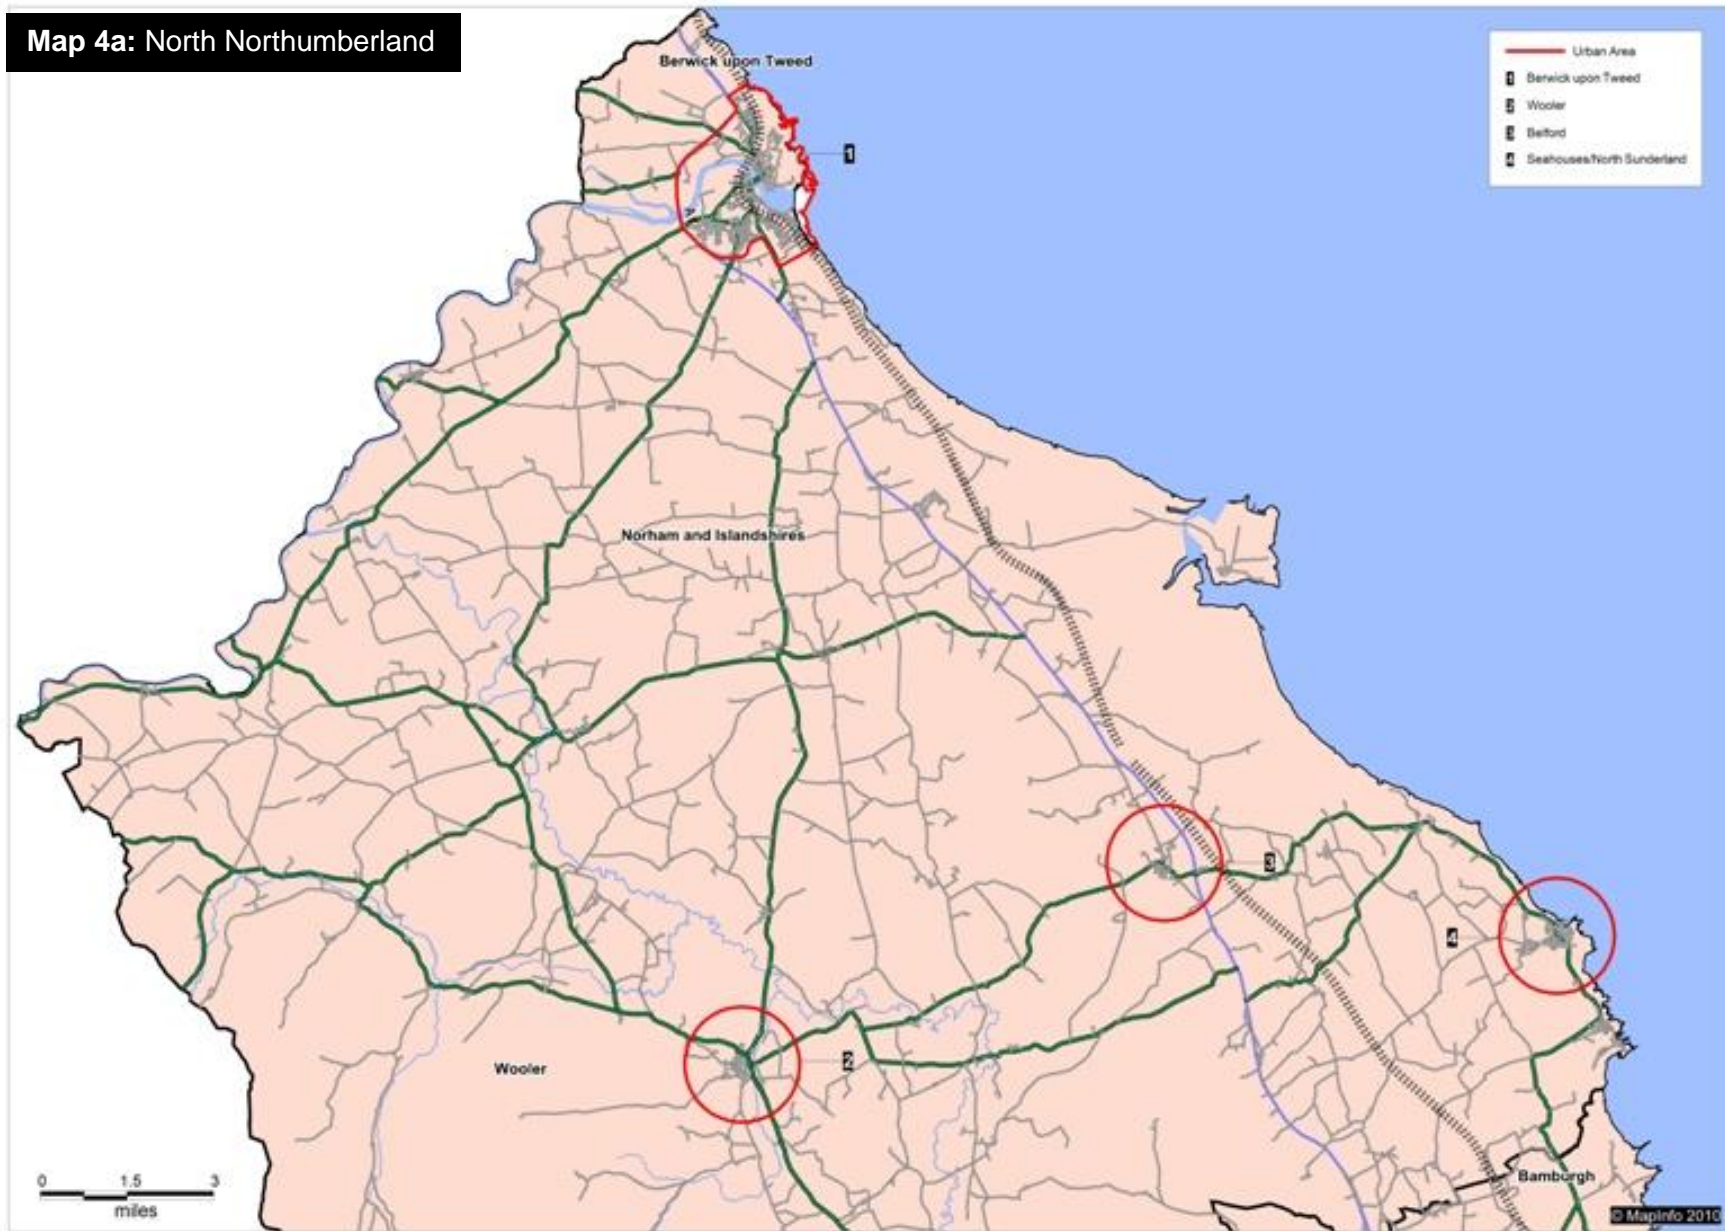 Map 4a: North Northumberland
Berwick upon Tweed
Urban Area
1 Berwick upon Tweed
2 Wooler
3 Belford
4 Seahouses/North Sunderland
1
A
Norham and Islandshires
3
4
Wooler
2
0 1.5 3
miles
Bamburgh
© MapInfo 2010